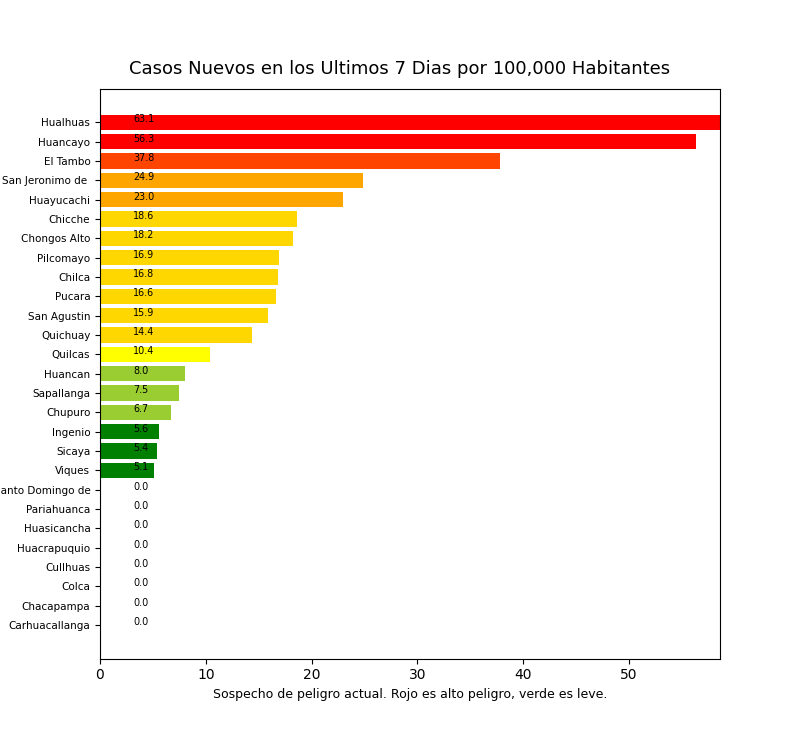 Casos Nuevos en los Ultimos 7 Dias por 100,000 Habitantes
Hualhuas 63.1
Huancayo 56.3
El Tambo 37.8
San Jeronimo de 24.9
Huayucachi 23.0
Chicche 18.6
Chongos Alto 18.2
Pilcomayo 16.9
Chilca 16.8
Pucara 16.6
San Agustin 15.9
Quichuay 14.4
Quilcas 10.4
Huancan 8.0
Sapallanga 7.5
Chupuro 6.7
Ingenio 5.6
Sicaya 5.4
Viques 5.1
anto Domingo de 0.0
Pariahuanca 0.0
Huasicancha 0.0
Huacrapuquio 0.0
Cullhuas 0.0
Colca 0.0
Chacapampa 0.0
Carhuacallanga 0.0
0 10 20 30 40 50
Sospecho de peligro actual. Rojo es alto peligro, verde es leve.